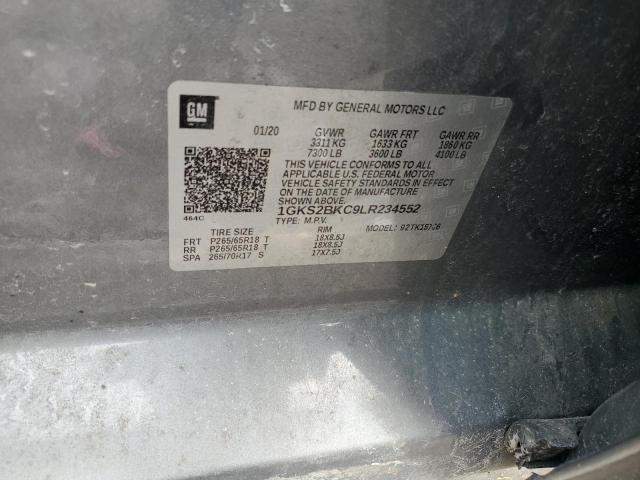 GM
MFD BY GENERAL MOTORS LLC
01/20 GVWR GAWR FRT GAWR RR
3311 KG 1633 KG 1860 KG
7300 LB 3600 LB 4100 LB
THIS VEHICLE CONFORMS TO ALL
APPLICABLE U.S. FEDERAL MOTOR
VEHICLE SAFETY STANDARDS IN EFFECT
ON THE DATE OF MANUFACTURE
SHOWN ABOVE.
464C
1GKS2BKC9LR234552
TYPE: M.P.V. MODEL: 92TK15706
TIRE SIZE RIM
FRT P265/65R18 T 18X8.5J
RR P265/65R18 T 18X8.5J
SPA 265/70R17 S 17X7.5J